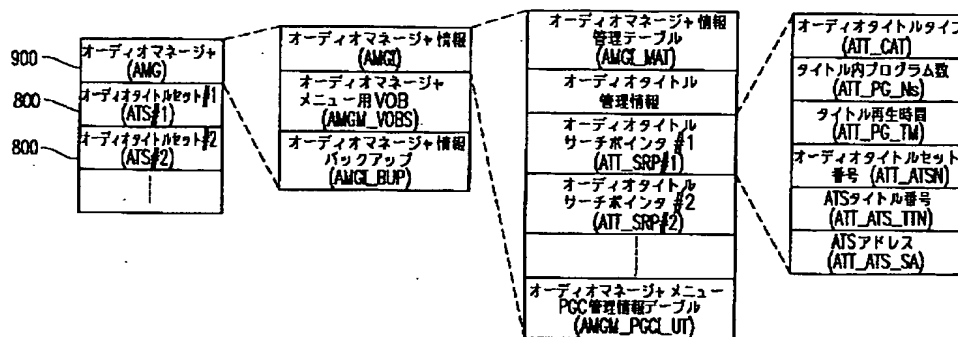 900
オーディオマネージャ
(AMG)
800
オーディオタイトルセット#1
(ATS#1)
800
オーディオタイトルセット#2
(ATS#2)
オーディオマネージャ情報
(AMGI)
オーディオマネージャ
メニュー用VOB
(AMGM_VOBS)
オーディオマネージャ情報
バックアップ
(AMGI_BUP)
オーディオマネージャ情報
管理テーブル
(AMGI_MAT)
オーディオタイトル
管理情報
オーディオタイトル
サーチポインタ #1
(ATT_SRP#1)
オーディオタイトル
サーチポインタ #2
(ATT_SRP#2)
オーディオマネージャメニュー
PGC管理情報テーブル
(AMGM_PGCI_UT)
オーディオタイトルタイプ
(ATT_CAT)
タイトル内プログラム数
(ATT_PG_Ns)
タイトル再生時間
(ATT_PG_TM)
オーディオタイトルセット
番号 (ATT_ATSN)
ATSタイトル番号
(ATT_ATS_TTN)
ATSアドレス
(ATT_ATS_SA)